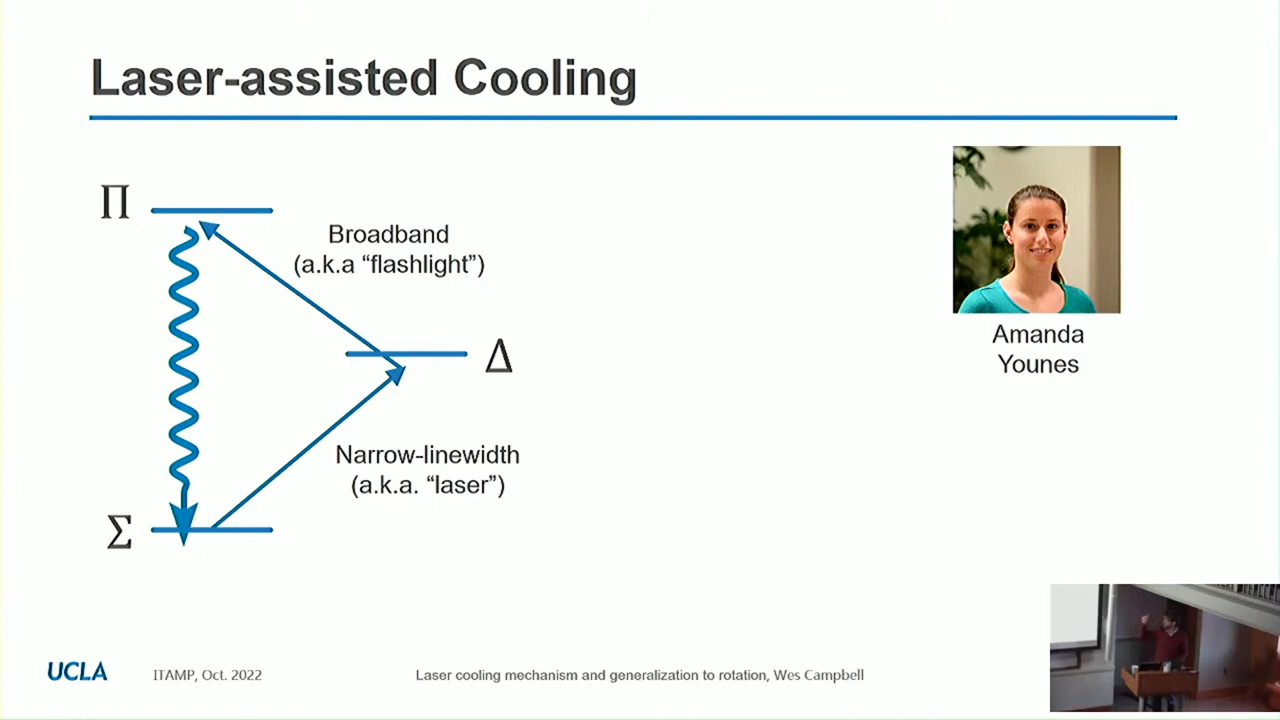 Laser-assisted Cooling
Π
Broadband
(a.k.a “flashlight”)
Δ
Narrow-linewidth
(a.k.a. “laser”)
Σ
Amanda
Younes
UCLA
ITAMP, Oct. 2022
Laser cooling mechanism and generalization to rotation, Wes Campbell